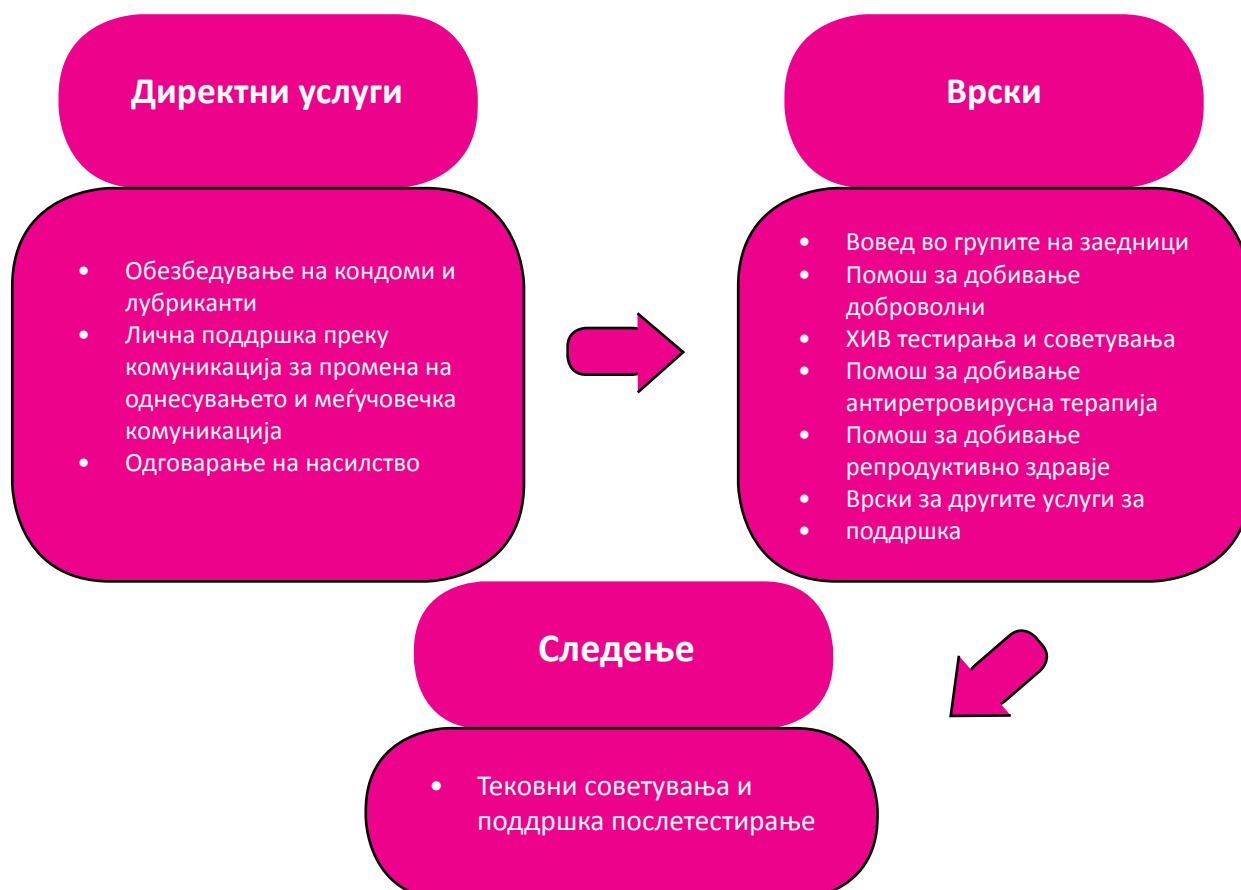 Директни услуги
• Обезбедување на кондоми и
лубриканти
• Лична поддршка преку
комуникација за промена на
однесувањето и меѓучовечка
комуникација
• Одговарање на насилство
Врски
• Вовед во групите на заедници
• Помош за добивање
доброволни
• ХИВ тестирања и советувања
• Помош за добивање
антиретровирусна терапија
• Помош за добивање
репродуктивно здравје
• Врски за другите услуги за
• поддршка
Следење
• Тековни советувања и
поддршка послетестирање